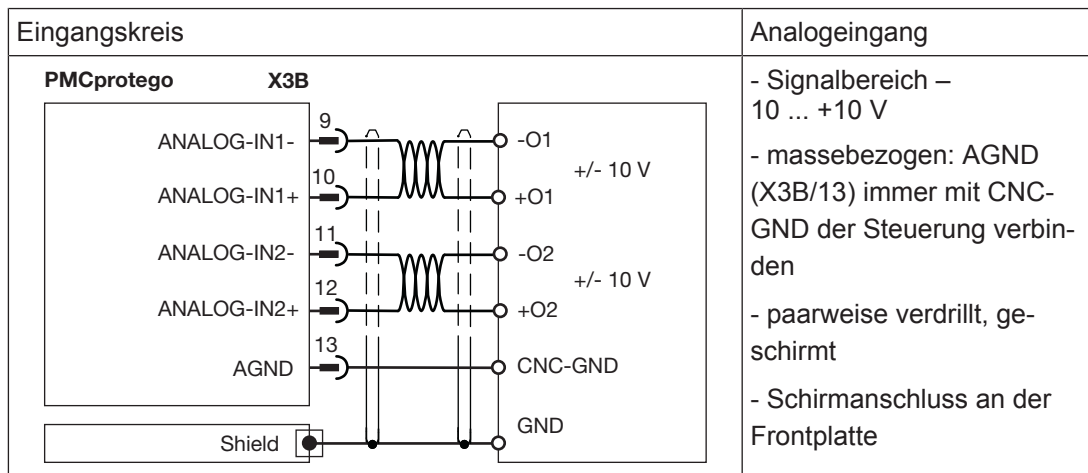 Eingangskreis
Analogeingang
PMCprotego X3B
ANALOG-IN1-
9
-O1
+/- 10 V
ANALOG-IN1+
10
+O1
ANALOG-IN2-
11
-O2
+/- 10 V
ANALOG-IN2+
12
+O2
AGND
13
CNC-GND
Shield
GND
- Signalbereich –
10 ... +10 V
- massebezogen: AGND
(X3B/13) immer mit CNC-
GND der Steuerung verbin-
den
- paarweise verdrillt, ge-
schirmt
- Schirmanschluss an der
Frontplatte